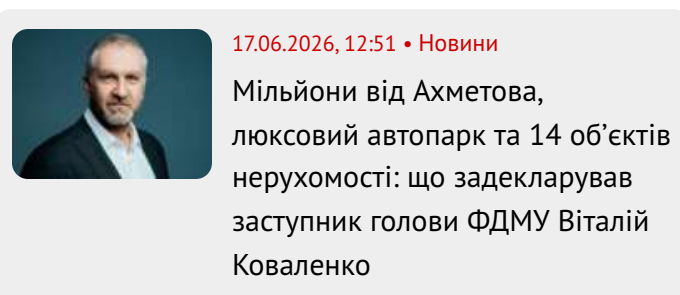 17.06.2026, 12:51 • Новини
Мільйони від Ахметова,
люксовий автопарк та 14 об’єктів
нерухомості: що задекларував
заступник голови ФДМУ Віталій
Коваленко